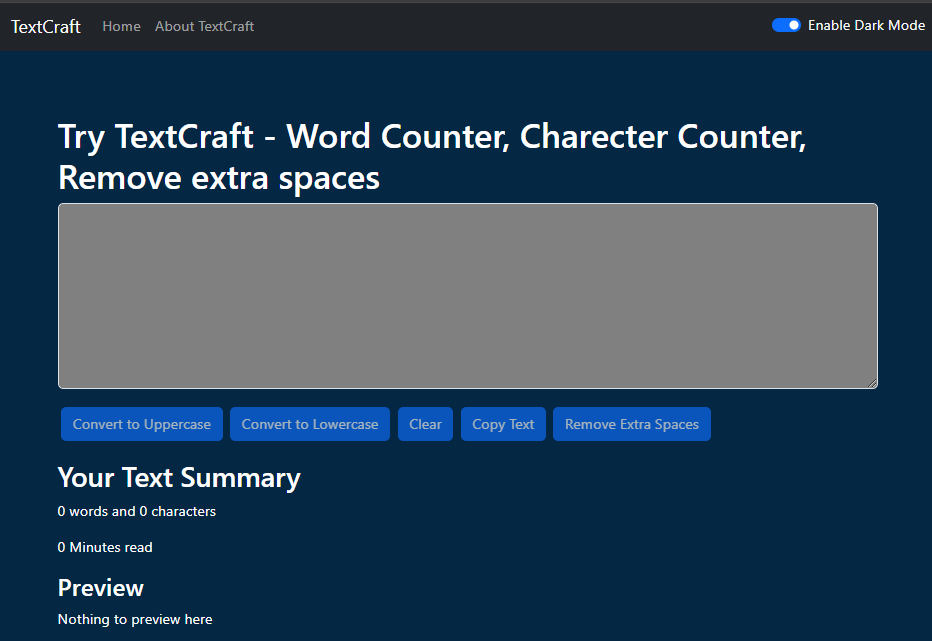 TextCraft Home About TextCraft Enable Dark Mode
Try TextCraft - Word Counter, Charecter Counter,
Remove extra spaces
Convert to Uppercase Convert to Lowercase Clear Copy Text Remove Extra Spaces
Your Text Summary
0 words and 0 characters
0 Minutes read
Preview
Nothing to preview here